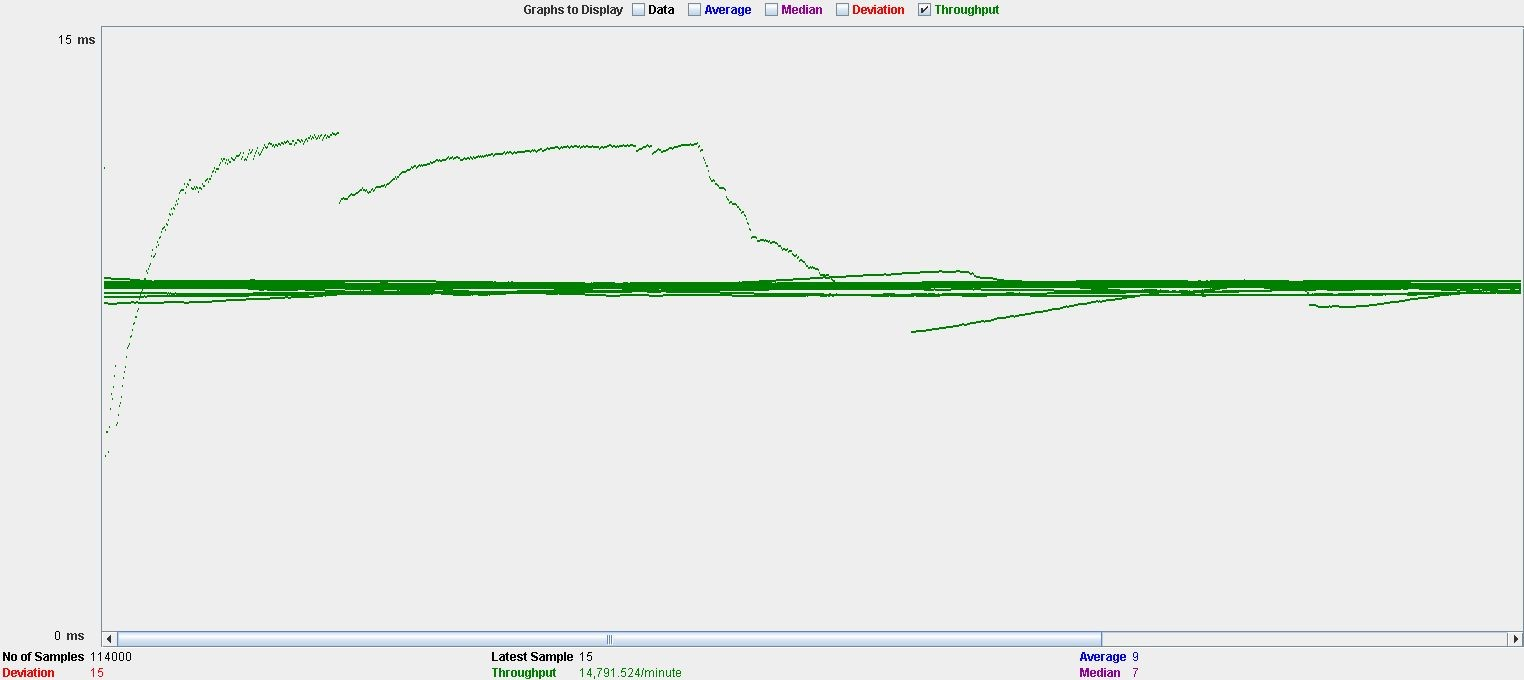 Graphs to Display Data Average Median Deviation Throughput
15 ms
0 ms
No of Samples 114000 Latest Sample 15 Average 9
Deviation 15 Throughput 14,791.524/minute Median 7